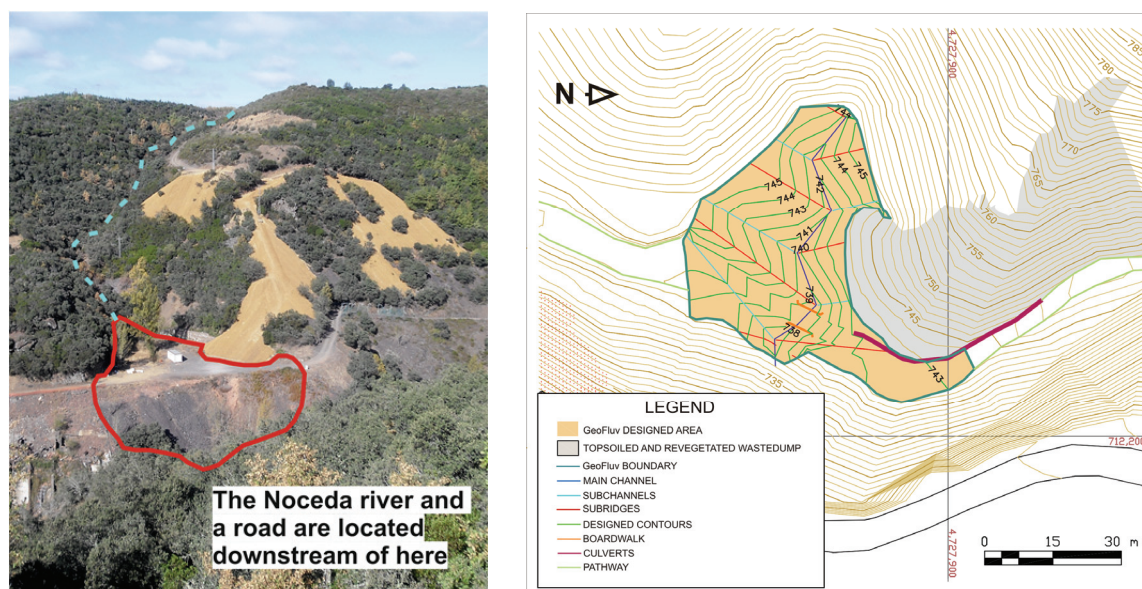 The Noceda river and
a road are located
downstream of here
N
4,727,900
785
780
775
770
765
760
755
750
745
744
742
745
744
745
744
743
741
740
739
738
743
735
712,200
4,727,900
LEGEND
GeoFluv DESIGNED AREA
TOPSOILED AND REVEGETATED WASTEDUMP
GeoFluv BOUNDARY
MAIN CHANNEL
SUBCHANNELS
SUBRIDGES
DESIGNED CONTOURS
BOARDWALK
CULVERTS
PATHWAY
0 15 30 m